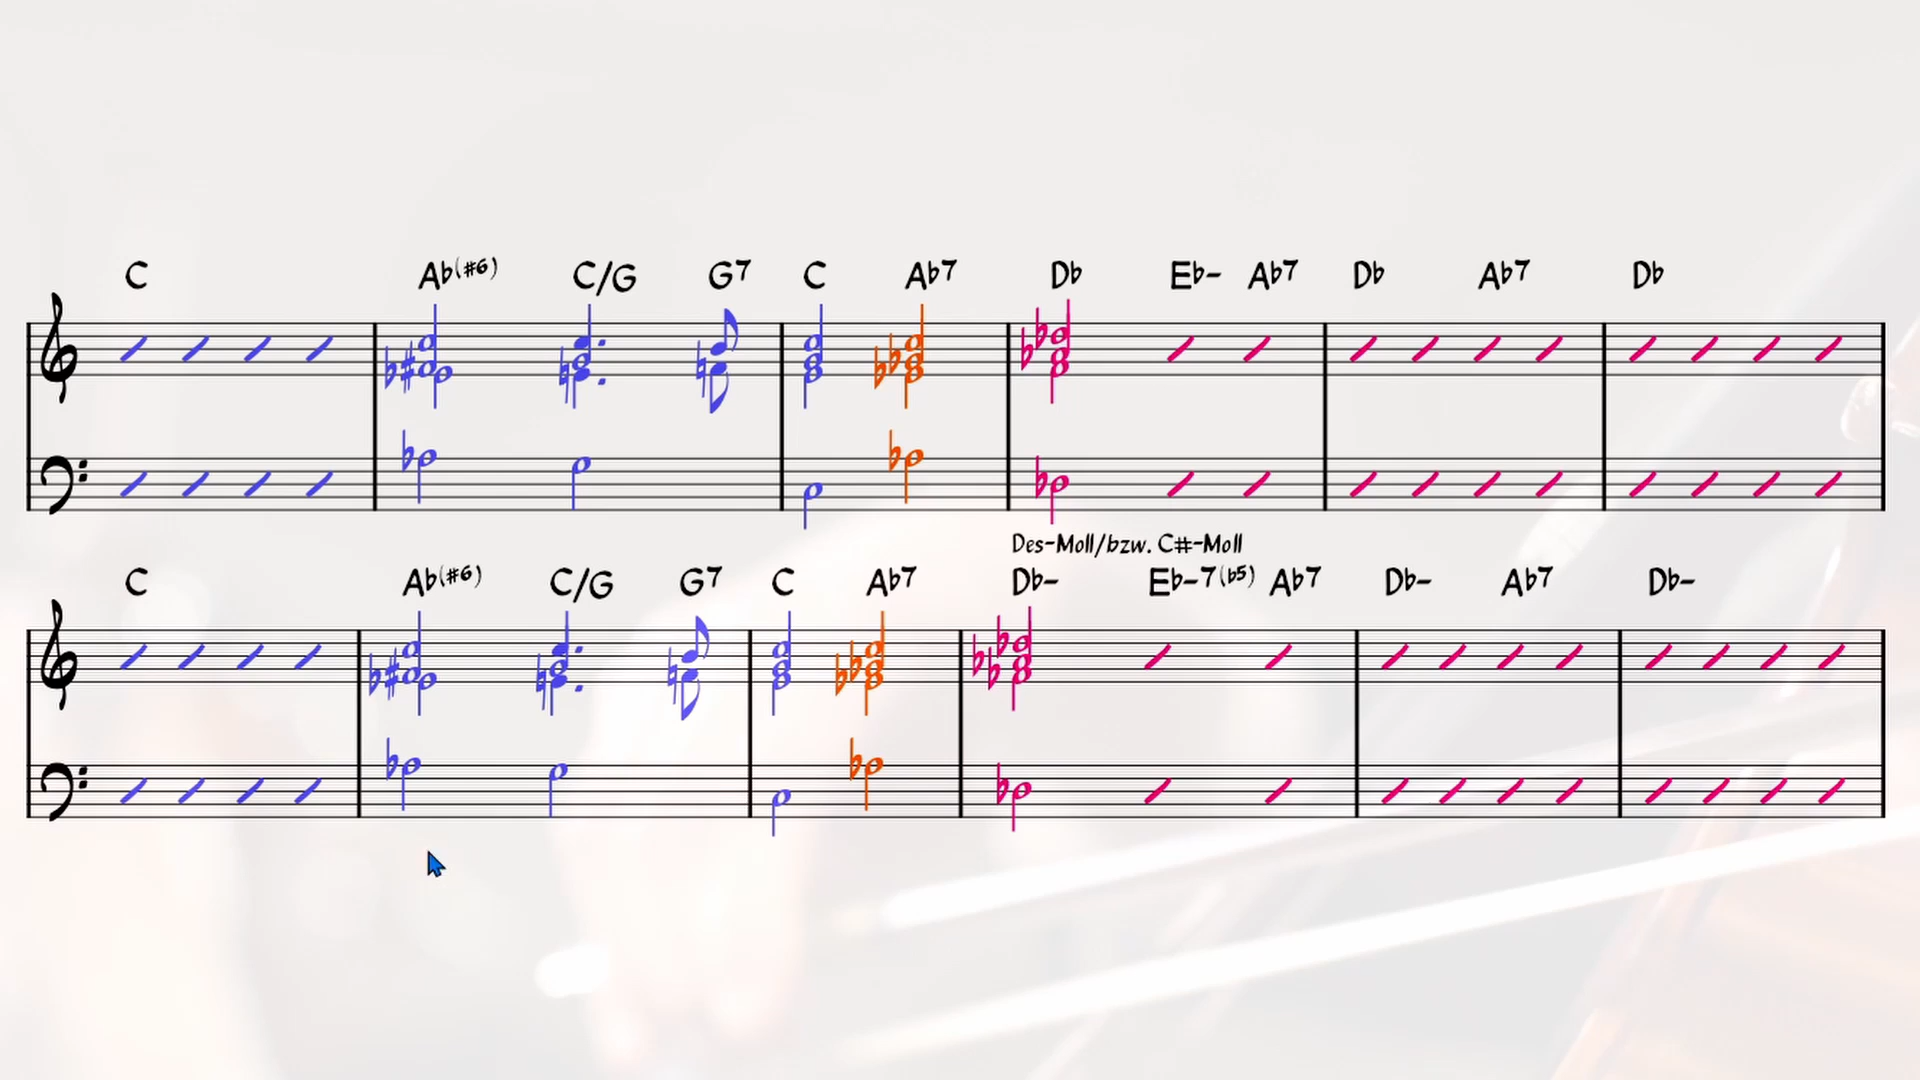 C Ab(#6) C/G G7 C Ab7 Db Eb- Ab7 Db Ab7 Db
Des-Moll/bzw. C#-Moll
C Ab(#6) C/G G7 C Ab7 Db- Eb-7(b5) Ab7 Db- Ab7 Db-